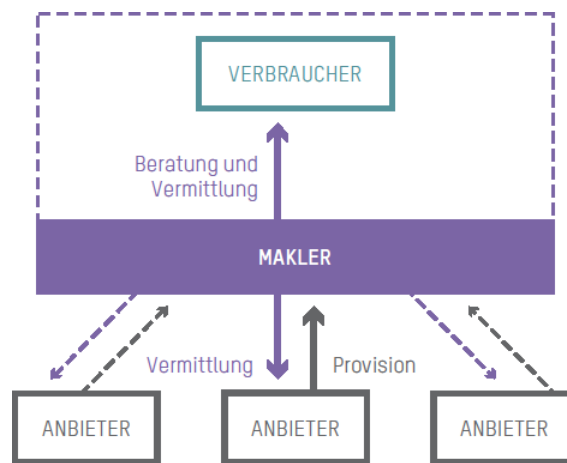 VERBRAUCHER
Beratung und
Vermittlung
MAKLER
Vermittlung
Provision
ANBIETER
ANBIETER
ANBIETER